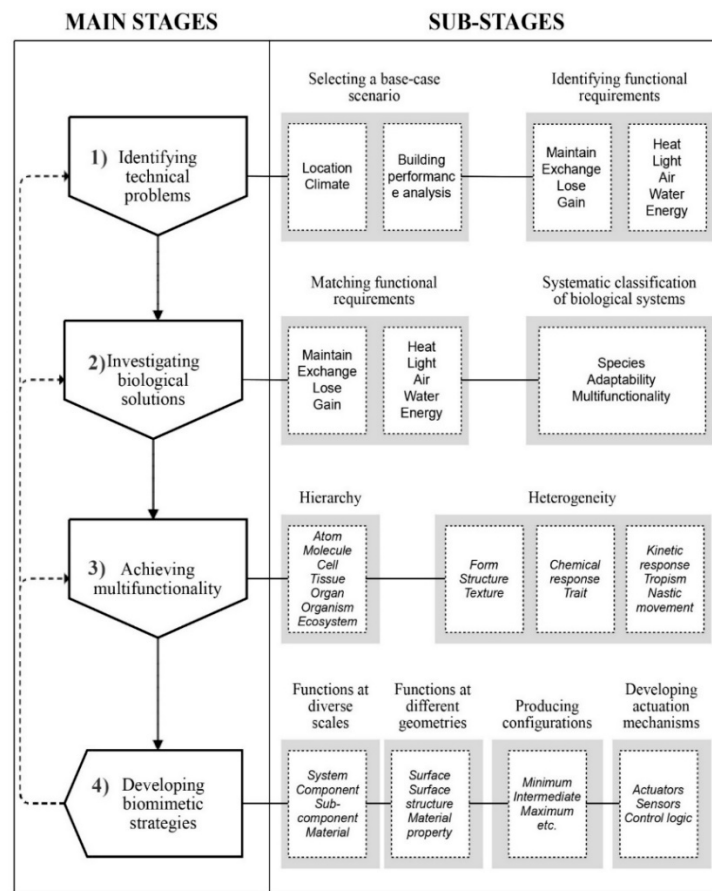 MAIN STAGES
SUB-STAGES
Selecting a base-case
scenario
Identifying functional
requirements
1) Identifying
technical
problems
Location
Climate
Building
performanc
e analysis
Maintain
Exchange
Lose
Gain
Heat
Light
Air
Water
Energy
Matching functional
requirements
Systematic classification
of biological systems
2) Investigating
biological
solutions
Maintain
Exchange
Lose
Gain
Heat
Light
Air
Water
Energy
Species
Adaptability
Multifunctionality
Hierarchy
Heterogeneity
3) Achieving
multifunctionality
Atom
Molecule
Cell
Tissue
Organ
Organism
Ecosystem
Form
Structure
Texture
Chemical
response
Trait
Kinetic
response
Tropism
Nastic
movement
Functions at
diverse
scales
Functions at
different
geometries
Producing
configurations
Developing
actuation
mechanisms
4) Developing
biomimetic
strategies
System
Component
Sub-
component
Material
Surface
Surface
structure
Material
property
Minimum
Intermediate
Maximum
etc.
Actuators
Sensors
Control logic